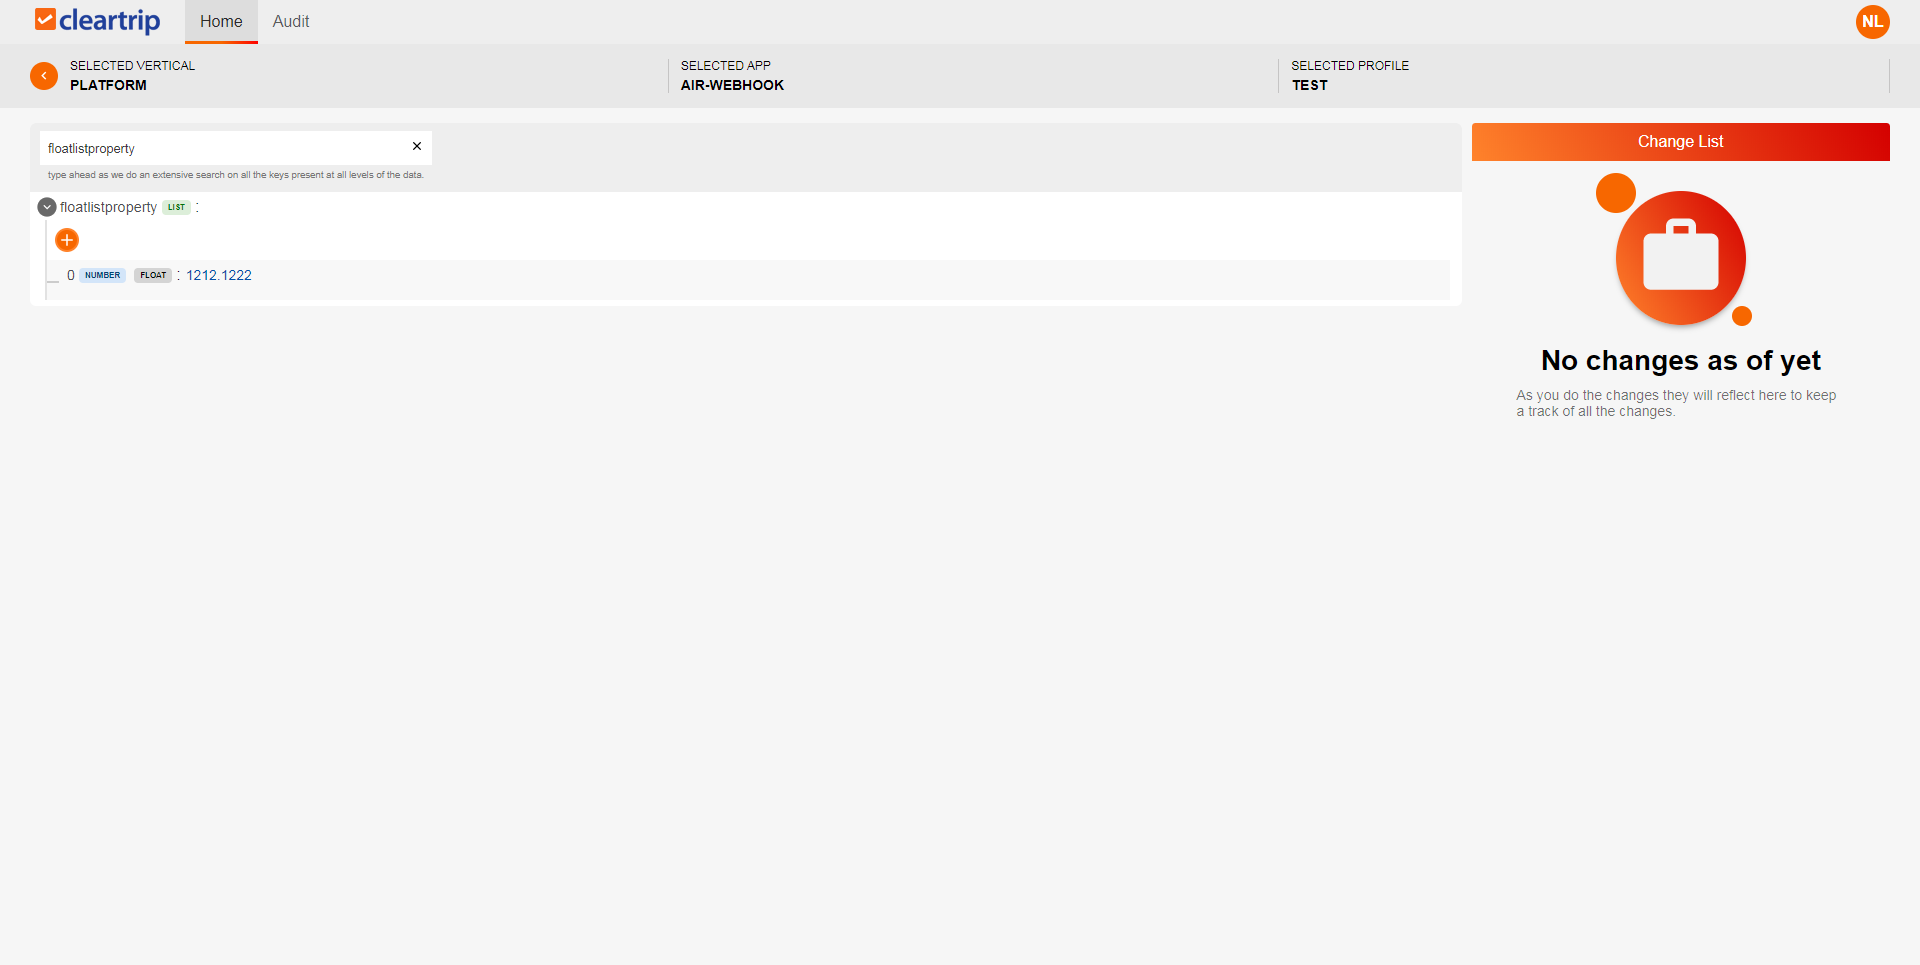 cleartrip
Home
Audit
NL
SELECTED VERTICAL
PLATFORM
SELECTED APP
AIR-WEBHOOK
SELECTED PROFILE
TEST
floatlistproperty
type ahead as we do an extensive search on all the keys present at all levels of the data.
floatlistproperty LIST :
0 NUMBER FLOAT : 1212.1222
Change List
No changes as of yet
As you do the changes they will reflect here to keep
a track of all the changes.